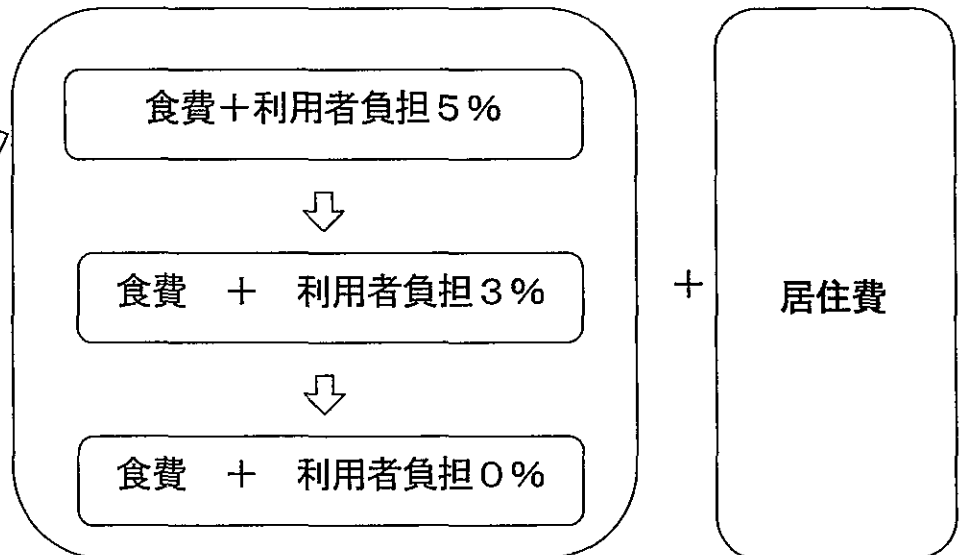 食費+利用者負担5%
⇩
食費 + 利用者負担3%
⇩
食費 + 利用者負担0%
+
居住費